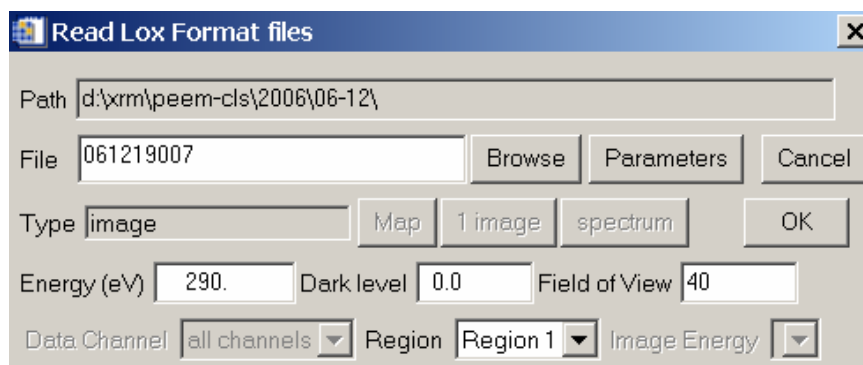 Read Lox Format files
Path d:\xrm\peem-cls\2006\06-12\
File 061219007 Browse Parameters Cancel
Type image Map 1 image spectrum OK
Energy (eV) 290. Dark level 0.0 Field of View 40
Data Channel all channels Region Region 1 Image Energy